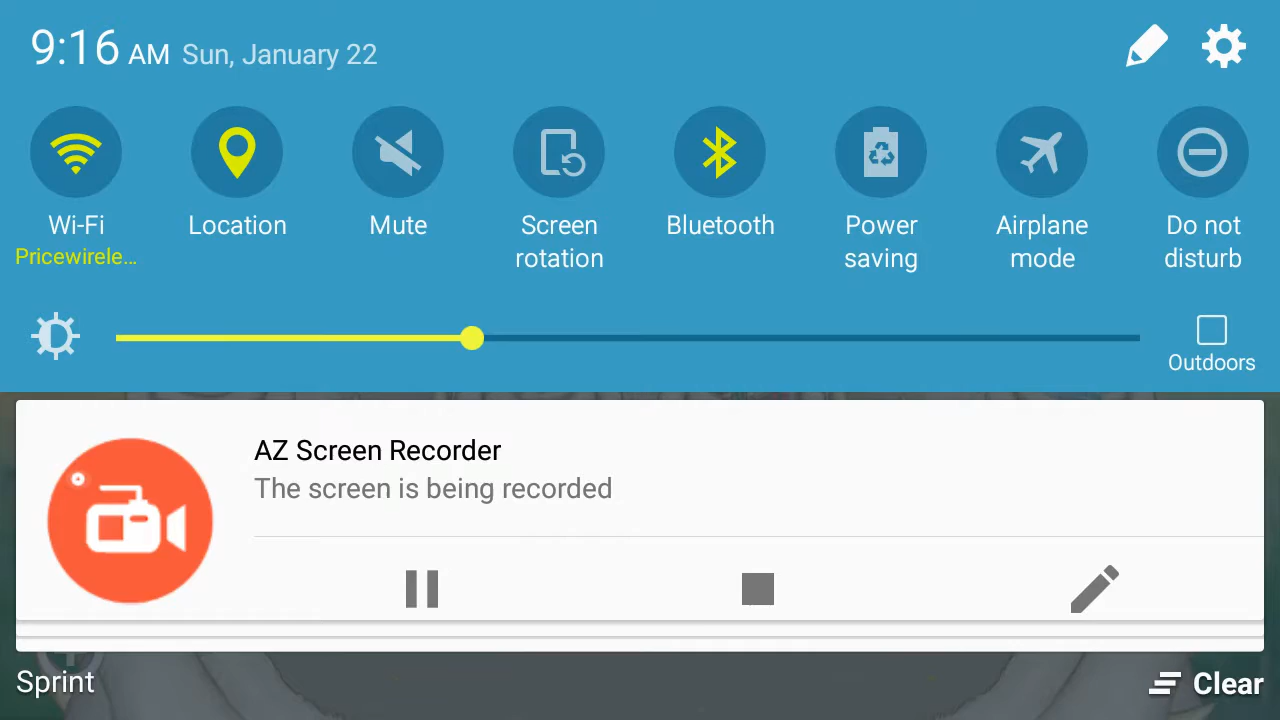 9:16 AM Sun, January 22
Wi-Fi
Pricewirele...
Location
Mute
Screen
rotation
Bluetooth
Power
saving
Airplane
mode
Do not
disturb
Outdoors
AZ Screen Recorder
The screen is being recorded
Sprint
Clear